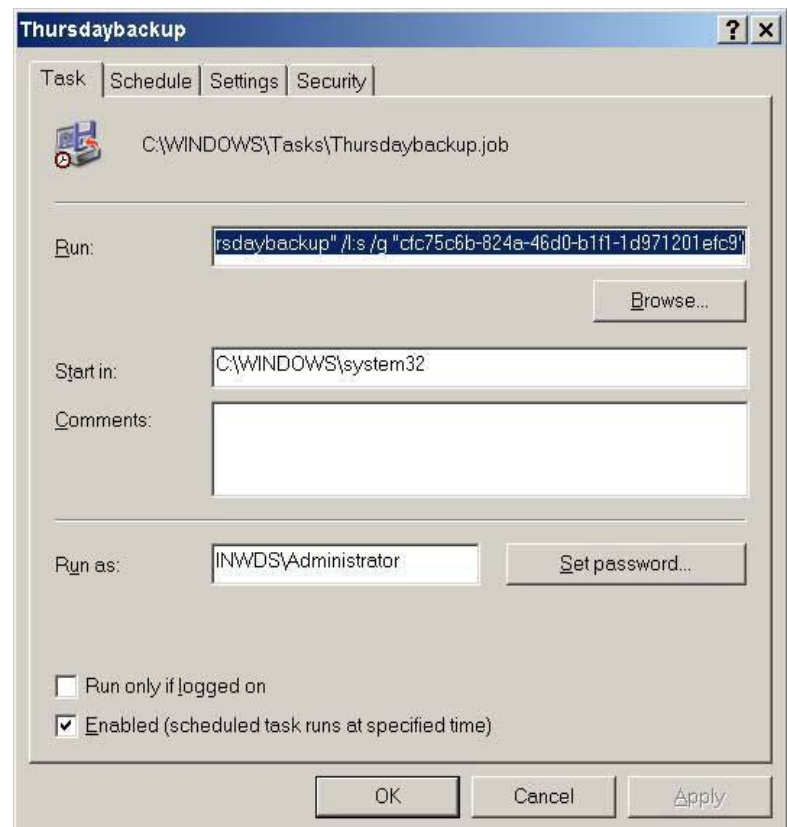 Thursdaybackup
Task Schedule Settings Security
C:\WINDOWS\Tasks\Thursdaybackup.job
Run: rsdaybackup" /l:s /g "cfc75c6b-824a-46d0-b1f1-1d971201efc9"
Browse...
Start in: C:\WINDOWS\system32
Comments:
Run as: INWDS\Administrator Set password...
Run only if logged on
Enabled (scheduled task runs at specified time)
OK Cancel Apply